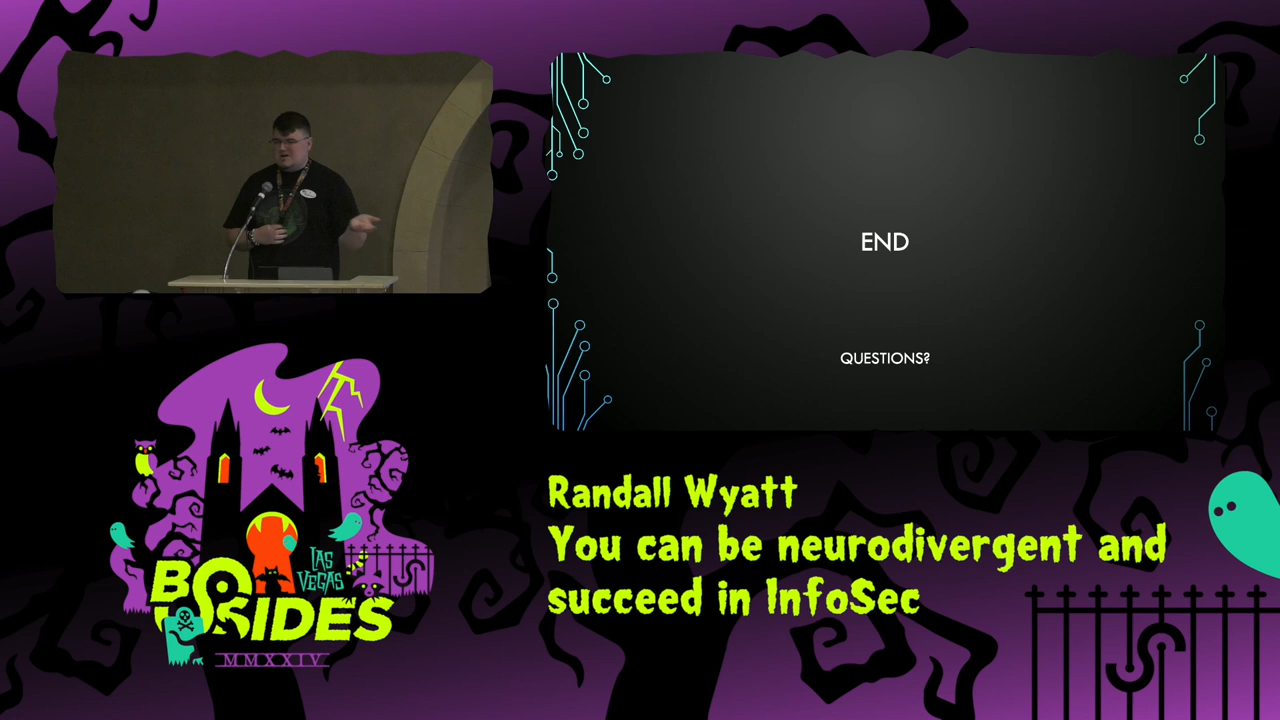 END
QUESTIONS?
Randall Wyatt
You can be neurodivergent and
succeed in InfoSec
LAS
VEGAS
BSIDES
MMXXIV